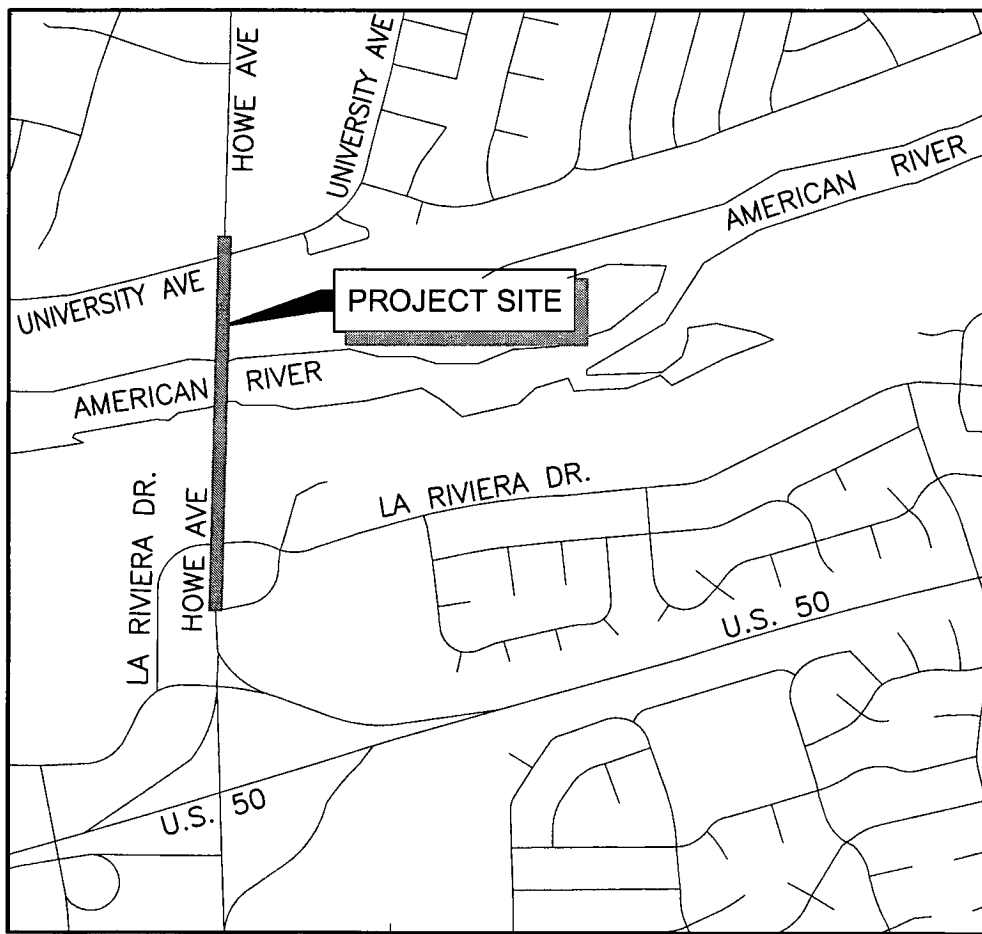 HOWE AVE
UNIVERSITY AVE
AMERICAN RIVER
UNIVERSITY AVE
PROJECT SITE
AMERICAN RIVER
LA RIVIERA DR.
HOWE AVE
LA RIVIERA DR.
U.S. 50
U.S. 50